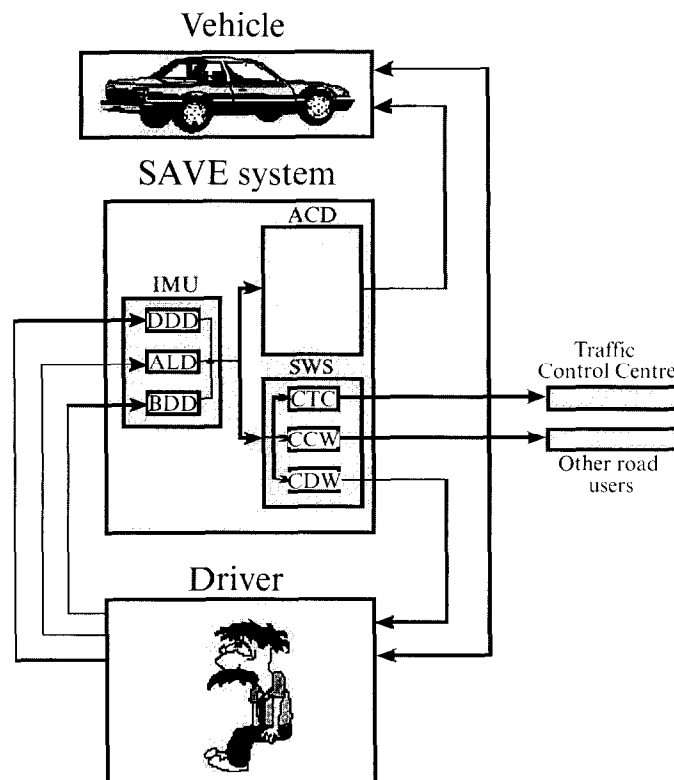 Vehicle
SAVE system
ACD
IMU
DDD
ALD
BDD
SWS
CTC
CCW
CDW
Traffic
Control Centre
Other road
users
Driver